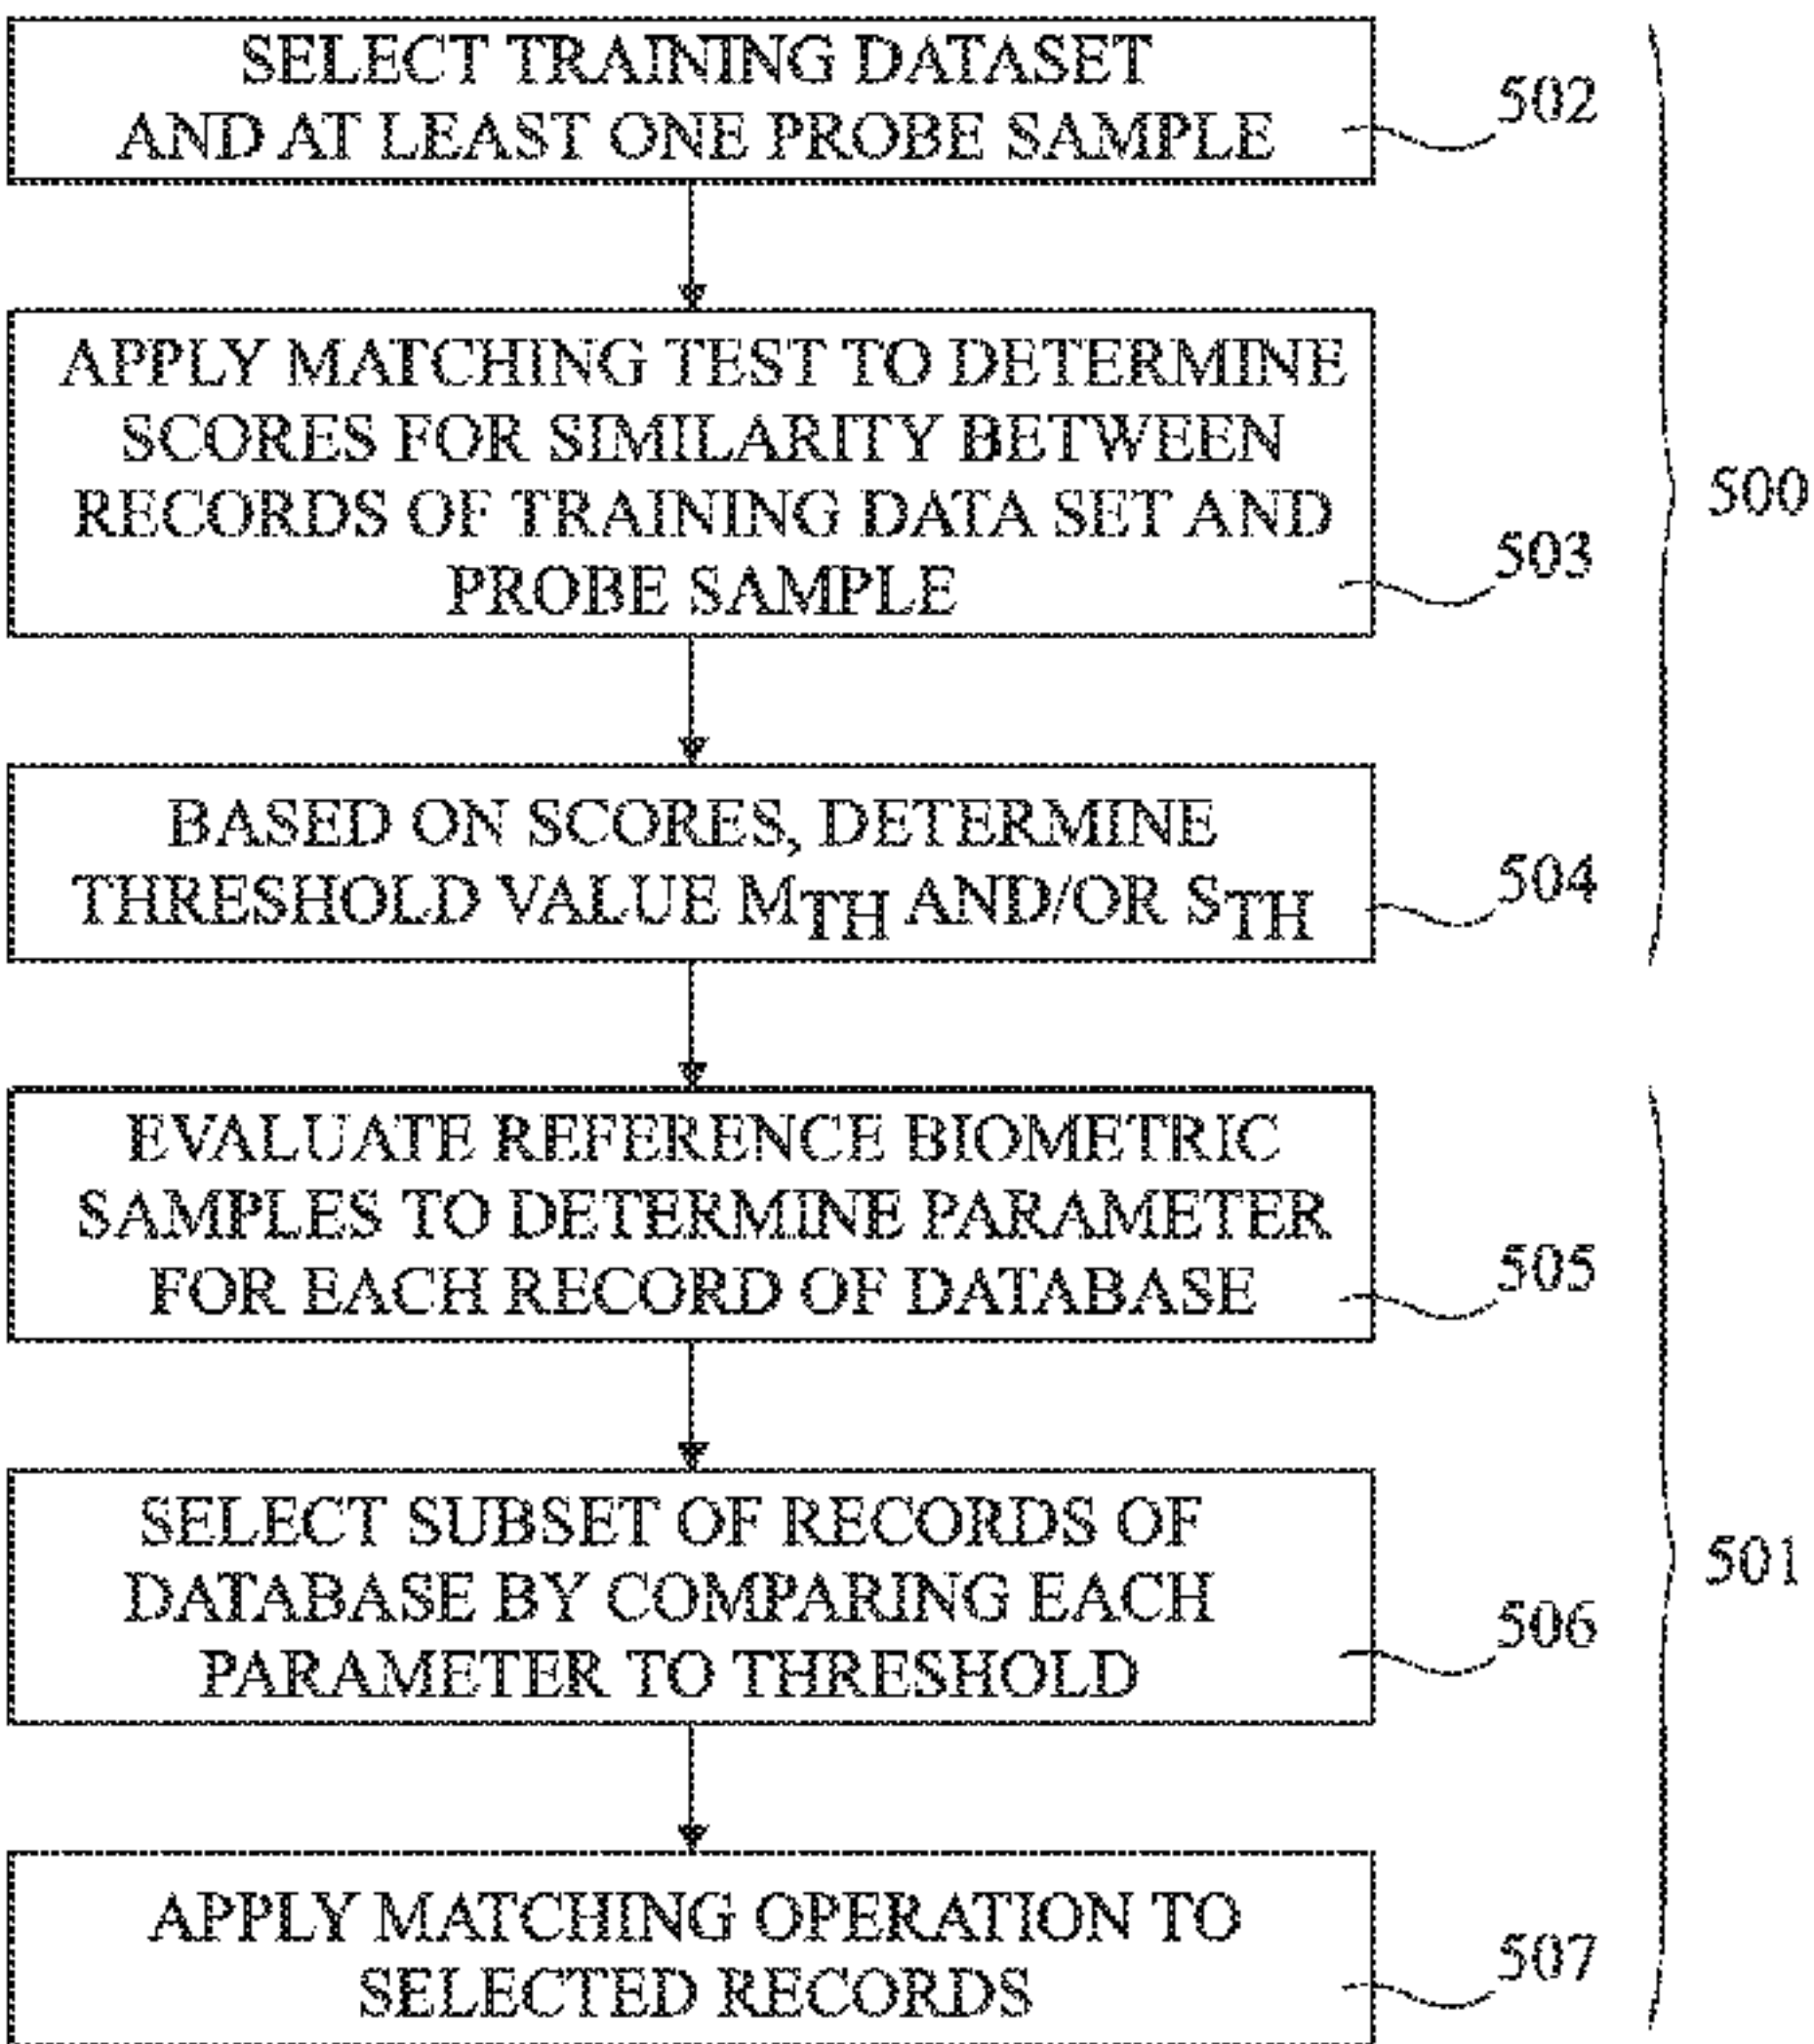 SELECT TRAINING DATASET
AND AT LEAST ONE PROBE SAMPLE
502
APPLY MATCHING TEST TO DETERMINE
SCORES FOR SIMILARITY BETWEEN
RECORDS OF TRAINING DATA SET AND
PROBE SAMPLE
503
500
BASED ON SCORES, DETERMINE
THRESHOLD VALUE MTH AND/OR STH
504
EVALUATE REFERENCE BIOMETRIC
SAMPLES TO DETERMINE PARAMETER
FOR EACH RECORD OF DATABASE
505
SELECT SUBSET OF RECORDS OF
DATABASE BY COMPARING EACH
PARAMETER TO THRESHOLD
506
501
APPLY MATCHING OPERATION TO
SELECTED RECORDS
507